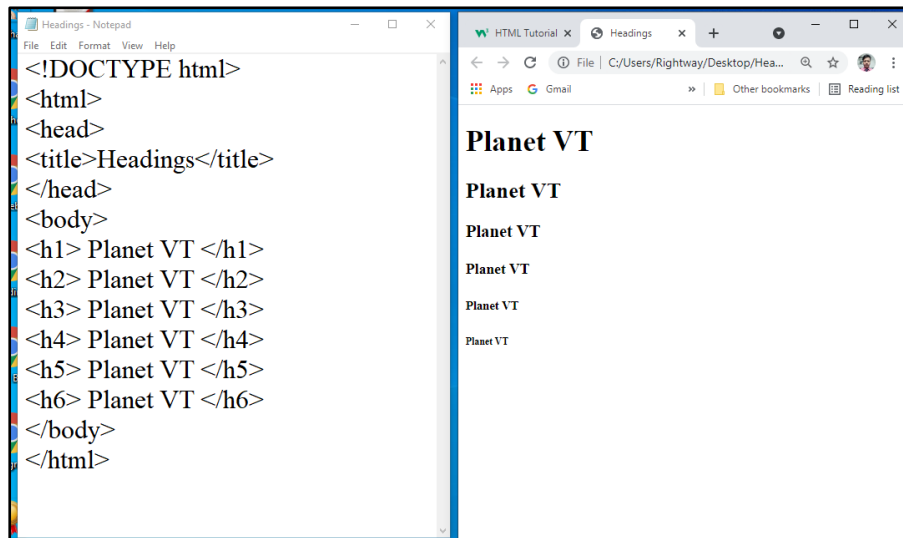 Headings - Notepad
File Edit Format View Help
<!DOCTYPE html>
<html>
<head>
<title>Headings</title>
</head>
<body>
<h1> Planet VT </h1>
<h2> Planet VT </h2>
<h3> Planet VT </h3>
<h4> Planet VT </h4>
<h5> Planet VT </h5>
<h6> Planet VT </h6>
</body>
</html>
HTML Tutorial
Headings
File | C:/Users/Rightway/Desktop/Hea...
Apps Gmail » Other bookmarks Reading list
Planet VT
Planet VT
Planet VT
Planet VT
Planet VT
Planet VT